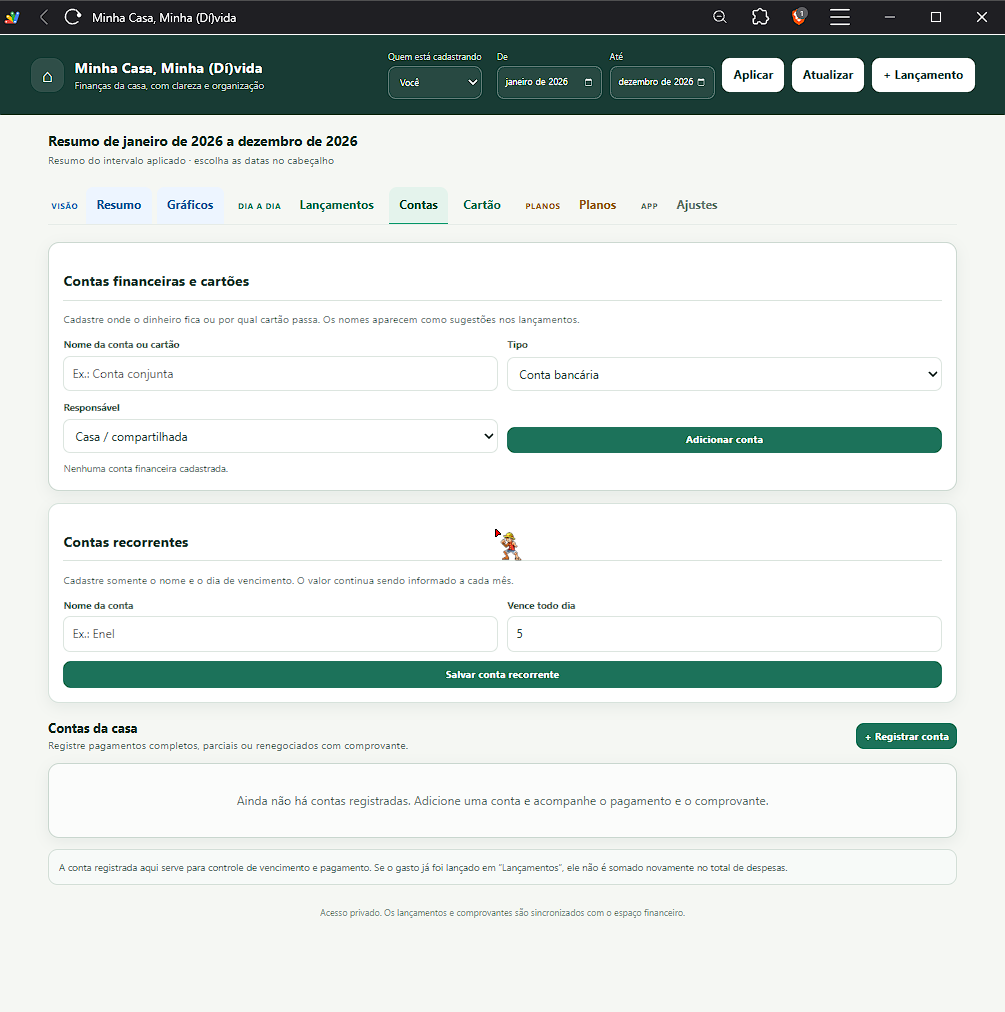 Minha Casa, Minha (Dí)vida
1
Minha Casa, Minha (Dí)vida
Finanças da casa, com clareza e organização
Quem está cadastrando
Você
De
janeiro de 2026
Até
dezembro de 2026
Aplicar
Atualizar
+ Lançamento
Resumo de janeiro de 2026 a dezembro de 2026
Resumo do intervalo aplicado · escolha as datas no cabeçalho
VISÃO Resumo Gráficos DIA A DIA Lançamentos Contas Cartão PLANOS Planos APP Ajustes
Contas financeiras e cartões
Cadastre onde o dinheiro fica ou por qual cartão passa. Os nomes aparecem como sugestões nos lançamentos.
Nome da conta ou cartão
Ex.: Conta conjunta
Tipo
Conta bancária
Responsável
Casa / compartilhada
Adicionar conta
Nenhuma conta financeira cadastrada.
Contas recorrentes
Cadastre somente o nome e o dia de vencimento. O valor continua sendo informado a cada mês.
Nome da conta
Ex.: Enel
Vence todo dia
5
Salvar conta recorrente
Contas da casa
Registre pagamentos completos, parciais ou renegociados com comprovante.
+ Registrar conta
Ainda não há contas registradas. Adicione uma conta e acompanhe o pagamento e o comprovante.
A conta registrada aqui serve para controle de vencimento e pagamento. Se o gasto já foi lançado em “Lançamentos”, ele não é somado novamente no total de despesas.
Acesso privado. Os lançamentos e comprovantes são sincronizados com o espaço financeiro.